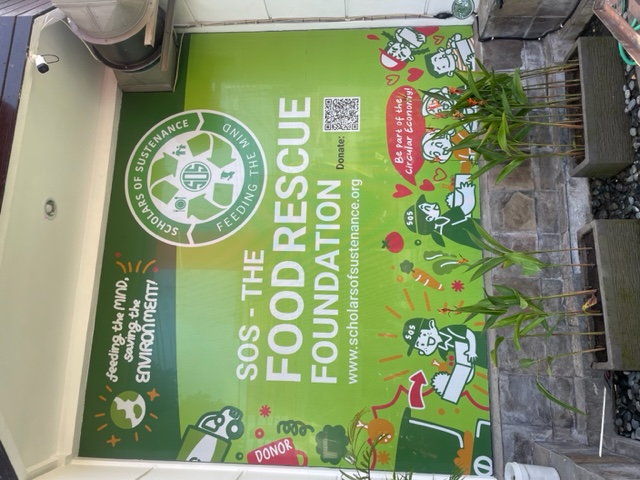 feeding the MIND,
saving the
ENVIRONMENT!
SCHOLARS OF SUSTENANCE
SOS
FEEDING THE MIND
SOS - THE
FOOD RESCUE
FOUNDATION
Donate:
www.scholarsofsustenance.org
DONOR
SOS
SOS
Be part of the
Circular Economy!